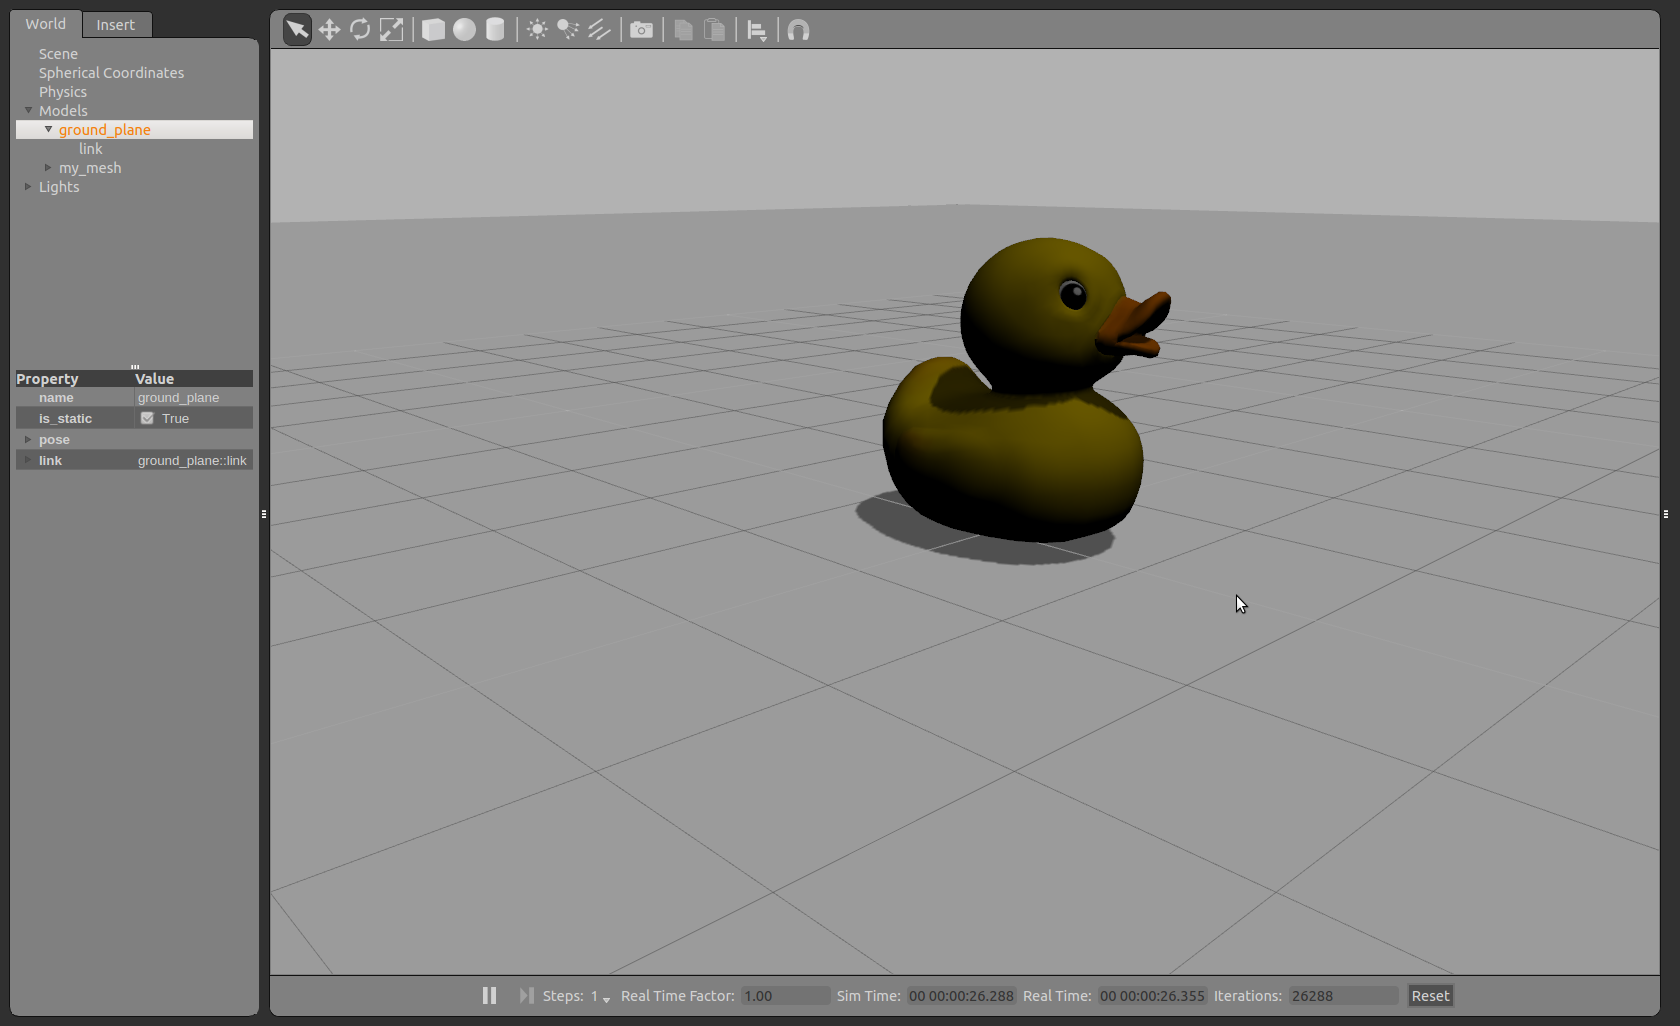 World
Insert
Scene
Spherical Coordinates
Physics
Models
ground_plane
link
my_mesh
Lights
Property Value
name ground_plane
is_static True
pose
link ground_plane::link
Steps: 1 Real Time Factor: 1.00 Sim Time: 00 00:00:26.288 Real Time: 00 00:00:26.355 Iterations: 26288 Reset